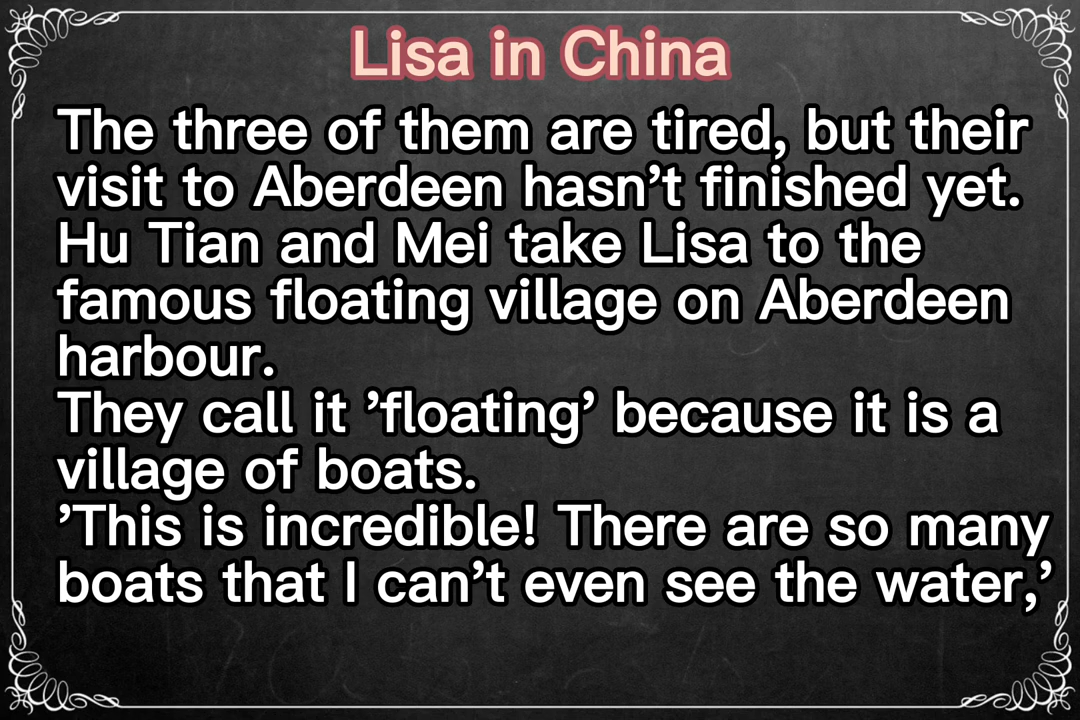 Lisa in China
The three of them are tired, but their
visit to Aberdeen hasn’t finished yet.
Hu Tian and Mei take Lisa to the
famous floating village on Aberdeen
harbour.
They call it ’floating’ because it is a
village of boats.
’This is incredible! There are so many
boats that I can’t even see the water,’